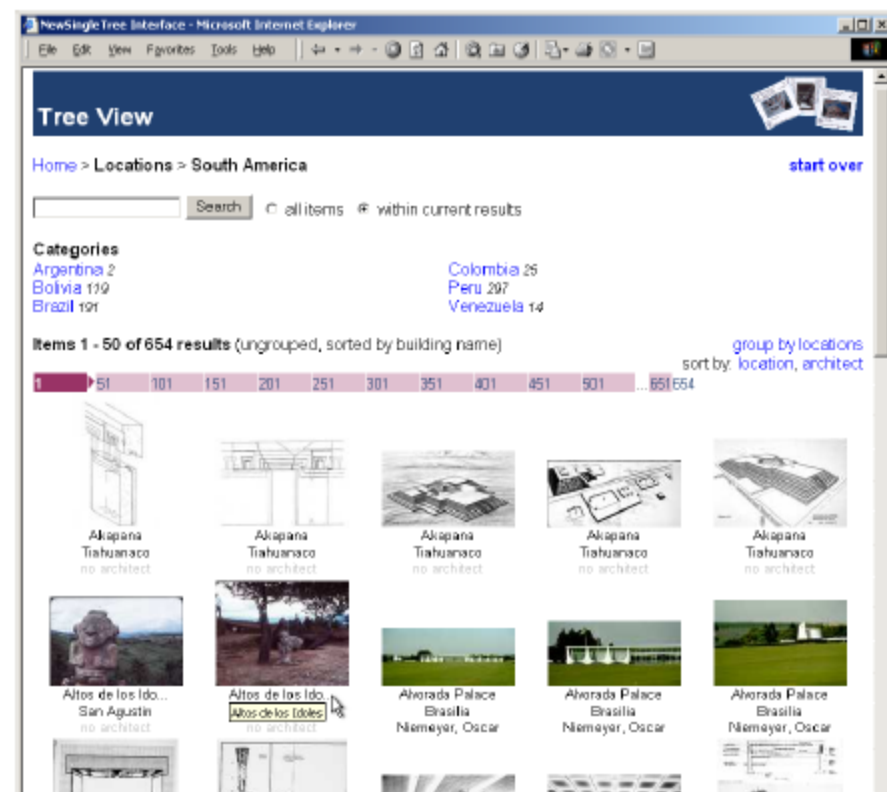 NewSingleTree Interface - Microsoft Internet Explorer
File Edit View Favorites Tools Help
Tree View
Home > Locations > South America start over
Search all items within current results
Categories
Argentina 2 Colombia 25
Bolivia 119 Peru 297
Brazil 191 Venezuela 14
Items 1 - 50 of 654 results (ungrouped, sorted by building name) group by locations
sort by: location, architect
1 51 101 151 201 251 301 351 401 451 501 ... 651 654
Akapana Akapana Akapana Akapana Akapana
Tiahuanaco Tiahuanaco Tiahuanaco Tiahuanaco Tiahuanaco
no architect no architect no architect no architect no architect
Altos de los Ido... Altos de los Ido... Alvorada Palace Alvorada Palace Alvorada Palace
San Agustin Altos de los Idoles Brasilia Brasilia Brasilia
no architect no architect Niemeyer, Oscar Niemeyer, Oscar Niemeyer, Oscar